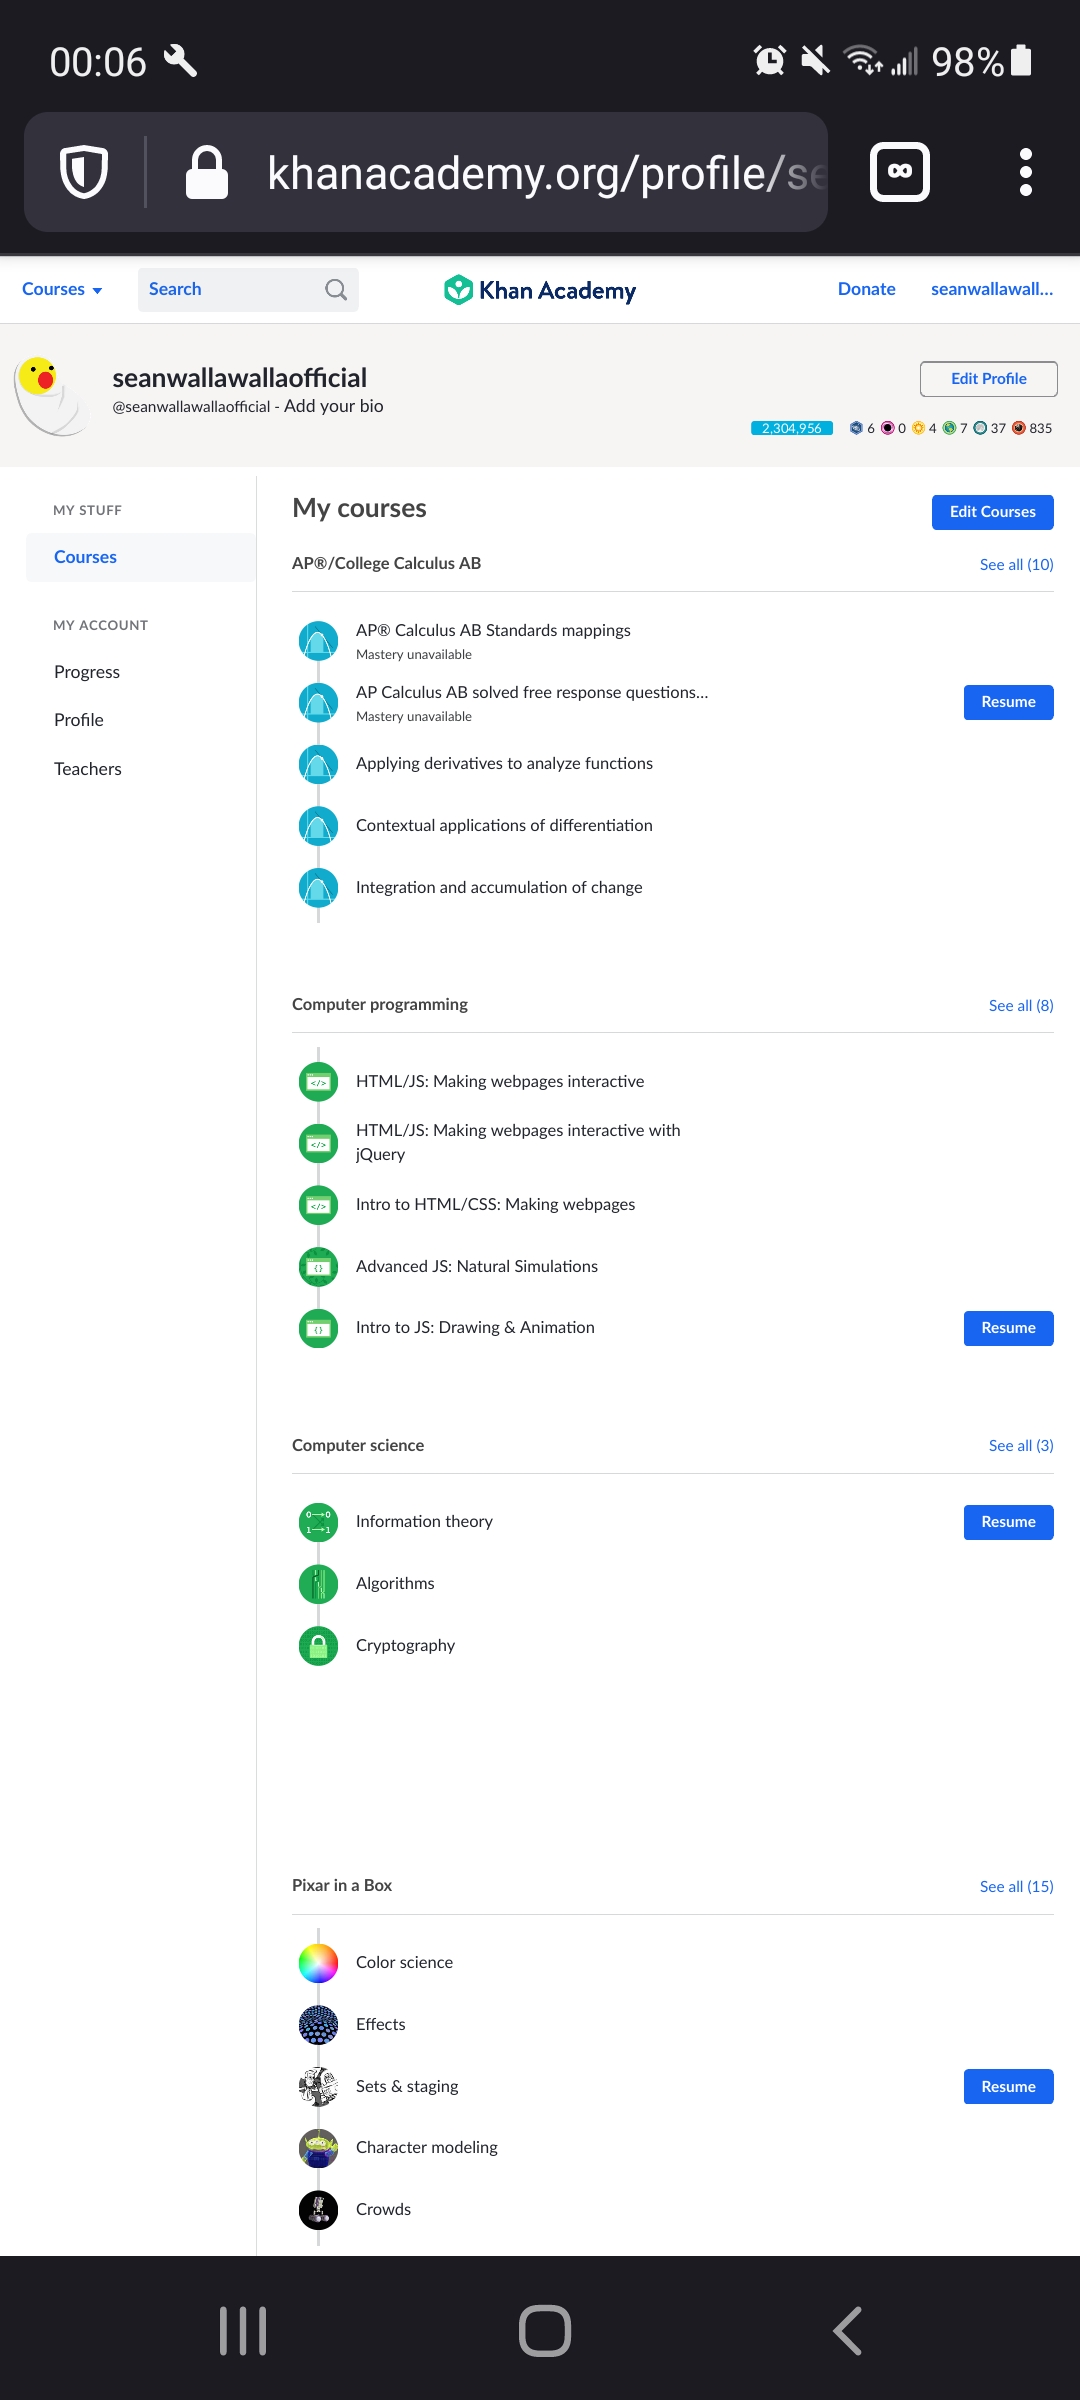 00:06
98%
khanacademy.org/profile/se
∞
Courses
Search
Khan Academy
Donate
seanwallawall...
seanwallawallaofficial
@seanwallawallaofficial - Add your bio
Edit Profile
2,304,956
6
0
4
7
37
835
MY STUFF
Courses
MY ACCOUNT
Progress
Profile
Teachers
My courses
Edit Courses
AP®/College Calculus AB
See all (10)
AP® Calculus AB Standards mappings
Mastery unavailable
AP Calculus AB solved free response questions...
Mastery unavailable
Resume
Applying derivatives to analyze functions
Contextual applications of differentiation
Integration and accumulation of change
Computer programming
See all (8)
HTML/JS: Making webpages interactive
HTML/JS: Making webpages interactive with
jQuery
Intro to HTML/CSS: Making webpages
Advanced JS: Natural Simulations
Intro to JS: Drawing & Animation
Resume
Computer science
See all (3)
Information theory
Resume
Algorithms
Cryptography
Pixar in a Box
See all (15)
Color science
Effects
Sets & staging
Resume
Character modeling
Crowds